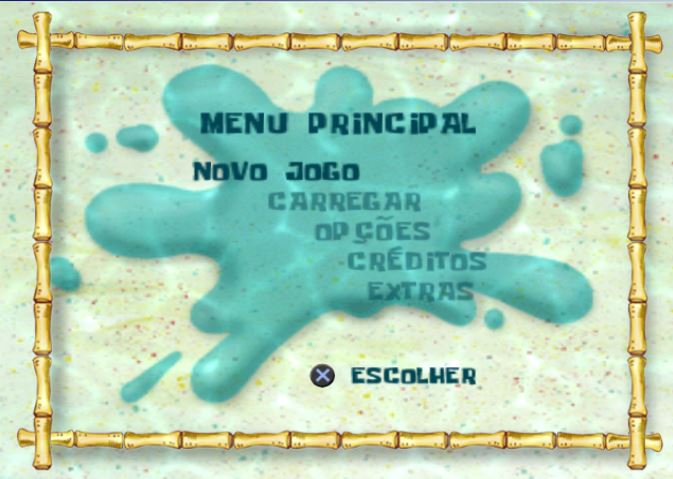 MENU PRINCIPAL
NOVO JOGO
CARREGAR
OPÇÕES
CRÉDITOS
EXTRAS
ESCOLHER